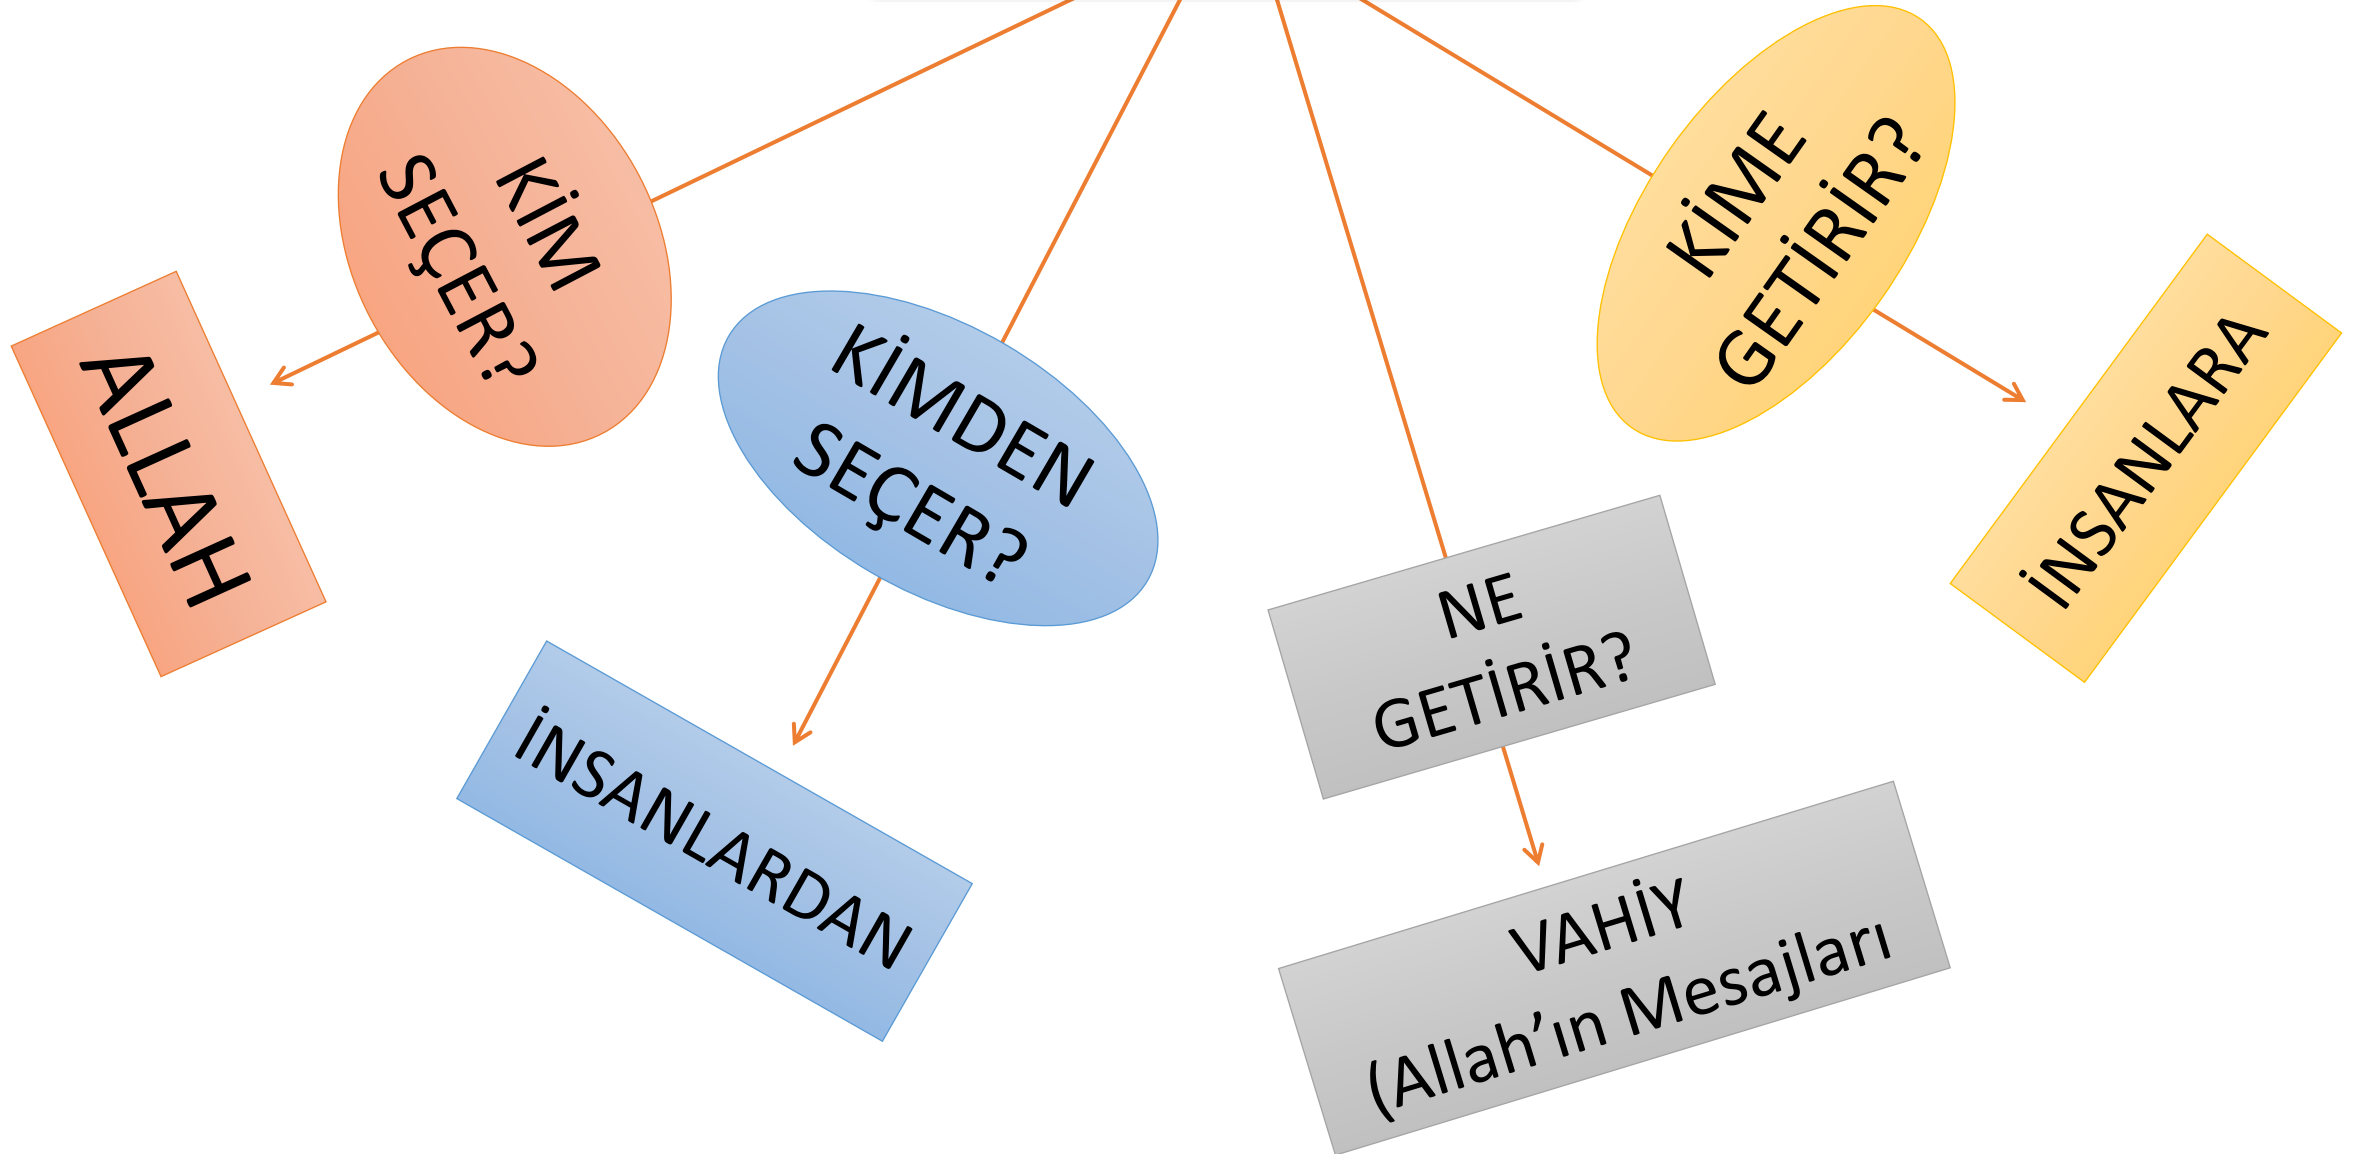 KİM
SEÇER?
ALLAH
KİMDEN
SEÇER?
İNSANLARDAN
NE
GETİRİR?
VAHİY
(Allah’ın Mesajları
KİME
GETİRİR?
İNSANLARA